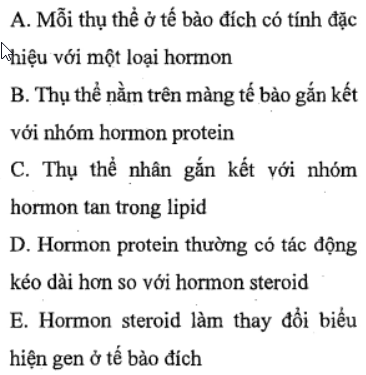 A. Mỗi thụ thể ở tế bào đích có tính đặc
hiệu với một loại hormon
B. Thụ thể nằm trên màng tế bào gắn kết
với nhóm hormon protein
C. Thụ thể nhân gắn kết với nhóm
hormon tan trong lipid
D. Hormon protein thường có tác động
kéo dài hơn so với hormon steroid
E. Hormon steroid làm thay đổi biểu
hiện gen ở tế bào đích